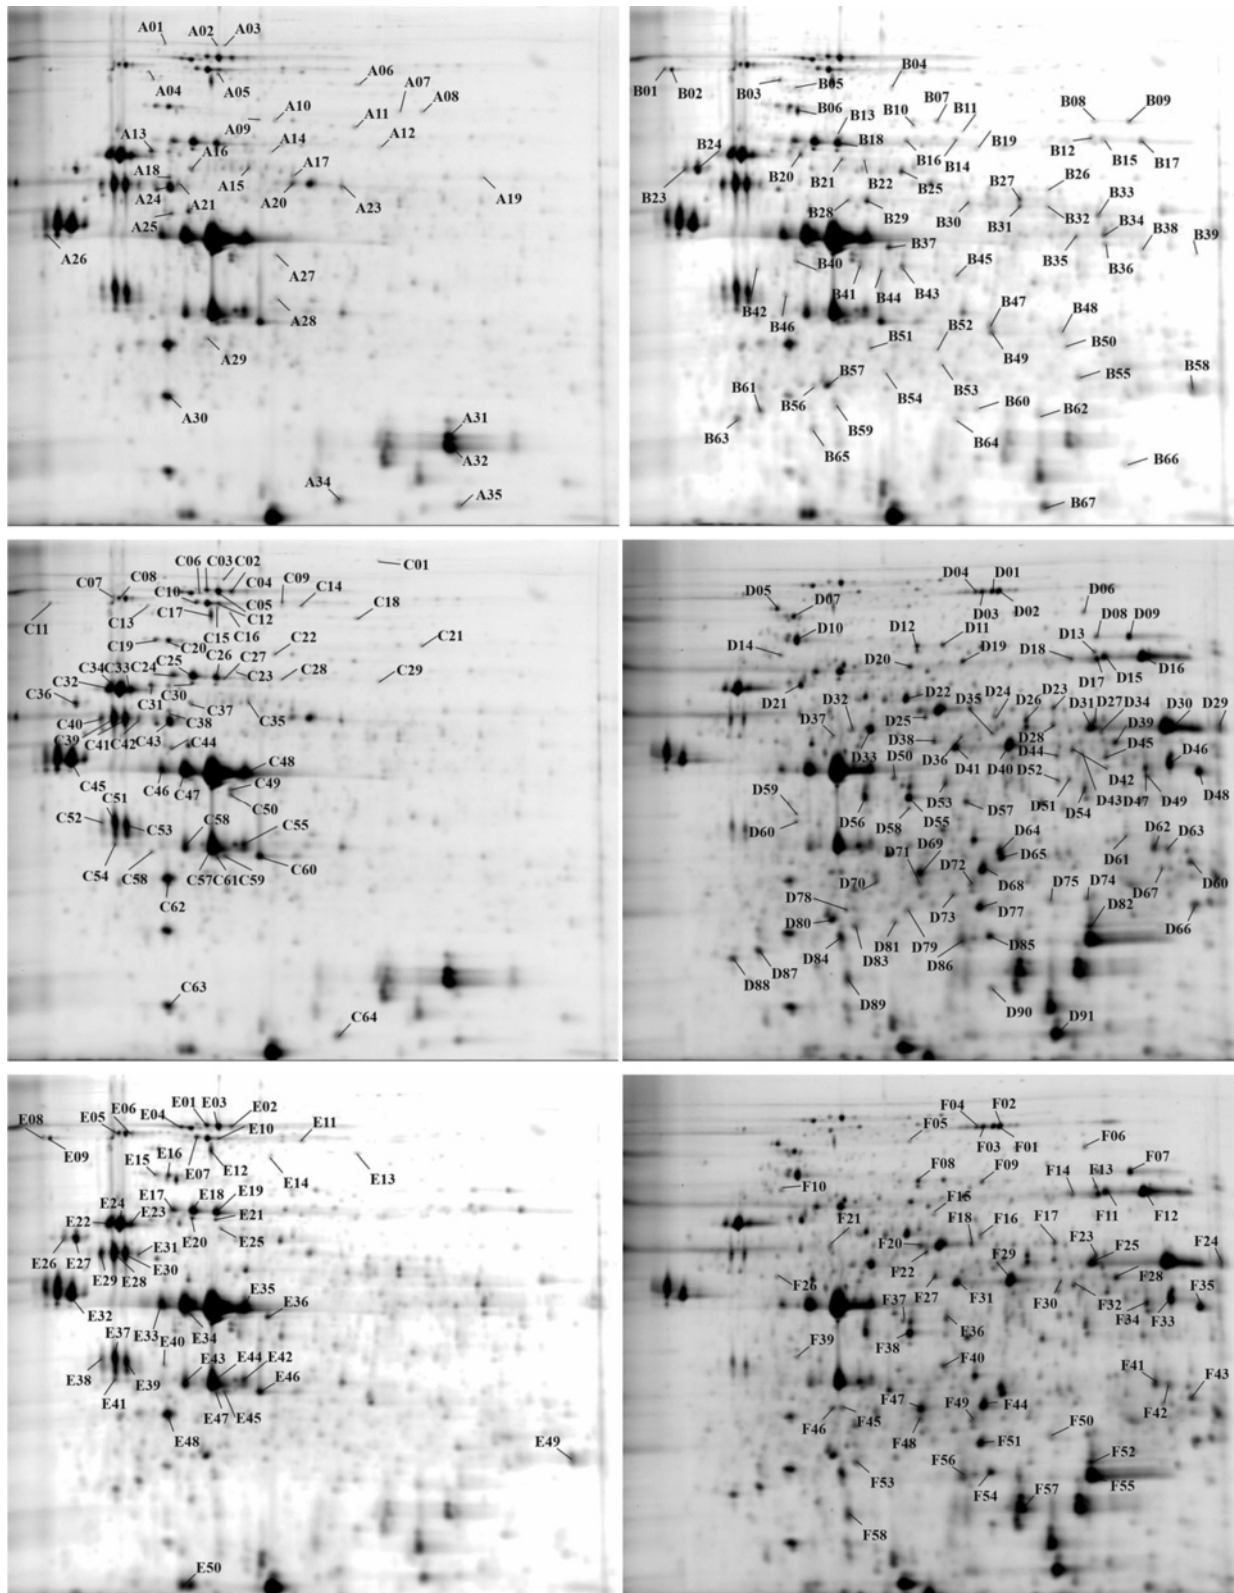 A01 A02 A03
A04 A05 A06
A07 A08
A09 A10 A11 A12
A13 A14
A16 A17
A18 A15
A24 A21 A20 A23 A19
A25
A26
A27
A28
A29
A30
A31
A32
A34 A35
B04
B01 B02 B03 B05
B06 B10 B07 B11 B08 B09
B13
B24 B18 B19 B12
B20 B21 B16 B14 B15 B17
B23 B22 B25 B26
B27 B33
B28 B29 B30 B31 B32 B34
B37 B35 B38 B39
B40 B45 B36
B42 B41 B44 B43
B46 B47 B48
B51 B52 B49 B50
B57 B58
B61 B56 B54 B53 B55
B63 B59 B60 B62
B65 B64
B66
B67
C06 C03 C02 C01
C07 C08 C10 C04 C09 C14
C05
C11 C13 C17 C12 C18
C15 C16
C19 C20 C22 C21
C34 C33 C24 C25 C26 C27 C23 C28 C29
C32 C30
C36 C31 C37 C35
C40 C38
C39 C41 C42 C43 C44
C45 C46 C47 C48
C49
C50
C51
C52 C53 C58 C55
C54 C58 C57 C61 C59 C60
C62
C63
C64
D04 D01
D05 D07 D03 D02 D06
D10 D12 D11 D08 D09
D14 D20 D19 D18 D13
D17 D15 D16
D21 D32 D22 D35 D24 D26 D23
D37 D25 D31 D27 D34 D30 D29
D38 D28 D39
D33 D50 D36 D41 D40 D44 D42 D45 D46
D59 D53 D52 D43
D60 D56 D58 D55 D57 D51 D54 D47 D49 D48
D71 D69 D64 D62 D63
D72 D65 D61
D70 D68 D75 D74 D67 D60
D78 D73 D77 D82
D80 D66
D84 D83 D81 D79 D86 D85
D88 D87
D89 D90 D91
E01 E03
E08 E05 E06 E04 E02
E09 E10 E11
E15 E16 E07 E12 E14 E13
E24 E17 E18 E19
E22 E23 E21
E26 E27 E31 E20 E25
E29 E28 E30
E32 E35
E33 E34 E36
E37 E40
E38 E39 E43 E44 E42
E41 E47 E45 E46
E48 E49
E50
F04 F02
F05 F03 F01 F06
F10 F08 F09 F14 F13 F07
F15 F11 F12
F21 F20 F18 F16 F17
F22 F29 F23 F25 F24
F26 F27 F31 F30 F28
F37 F32 F35
F39 F38 F36 F34 F33
F40 F41 F43
F47 F49 F44 F42
F46 F45 F48 F50
F51 F52
F53 F56 F54 F55
F57
F58